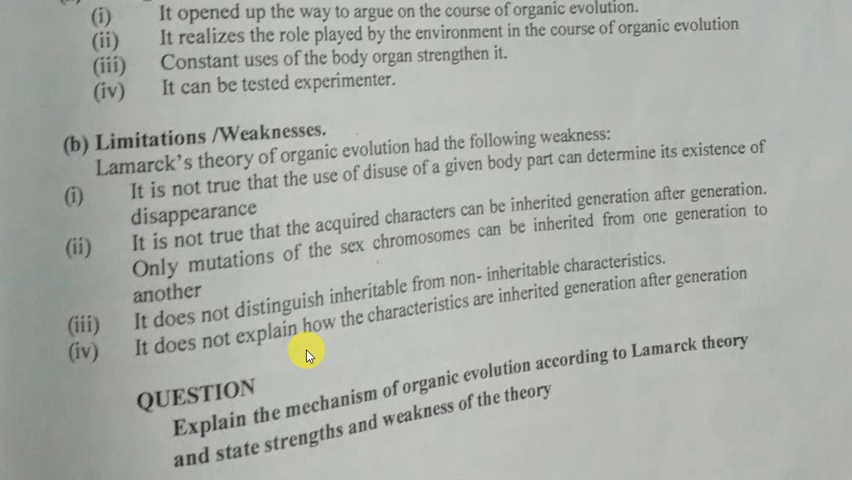 (i) It opened up the way to argue on the course of organic evolution.
(ii) It realizes the role played by the environment in the course of organic evolution
(iii) Constant uses of the body organ strengthen it.
(iv) It can be tested experimenter.
(b) Limitations /Weaknesses.
Lamarck's theory of organic evolution had the following weakness:
(i) It is not true that the use of disuse of a given body part can determine its existence of
disappearance
(ii) It is not true that the acquired characters can be inherited generation after generation.
Only mutations of the sex chromosomes can be inherited from one generation to
another
(iii) It does not distinguish inheritable from non- inheritable characteristics.
(iv) It does not explain how the characteristics are inherited generation after generation
QUESTION
Explain the mechanism of organic evolution according to Lamarck theory
and state strengths and weakness of the theory